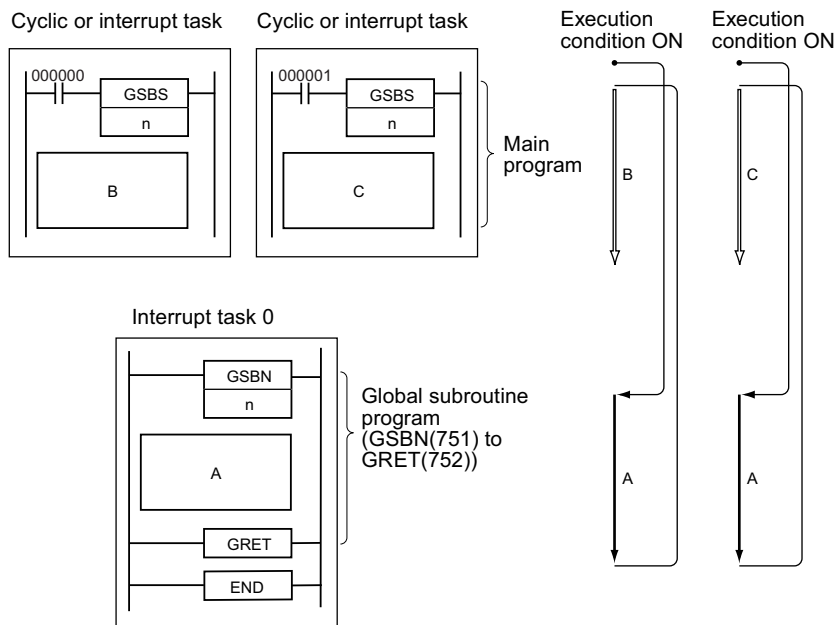 Cyclic or interrupt task
Cyclic or interrupt task
Execution
condition ON
Execution
condition ON
000000
GSBS
n
B
000001
GSBS
n
C
Main
program
B
C
Interrupt task 0
GSBN
n
A
GRET
END
Global subroutine
program
(GSBN(751) to
GRET(752))
A
A